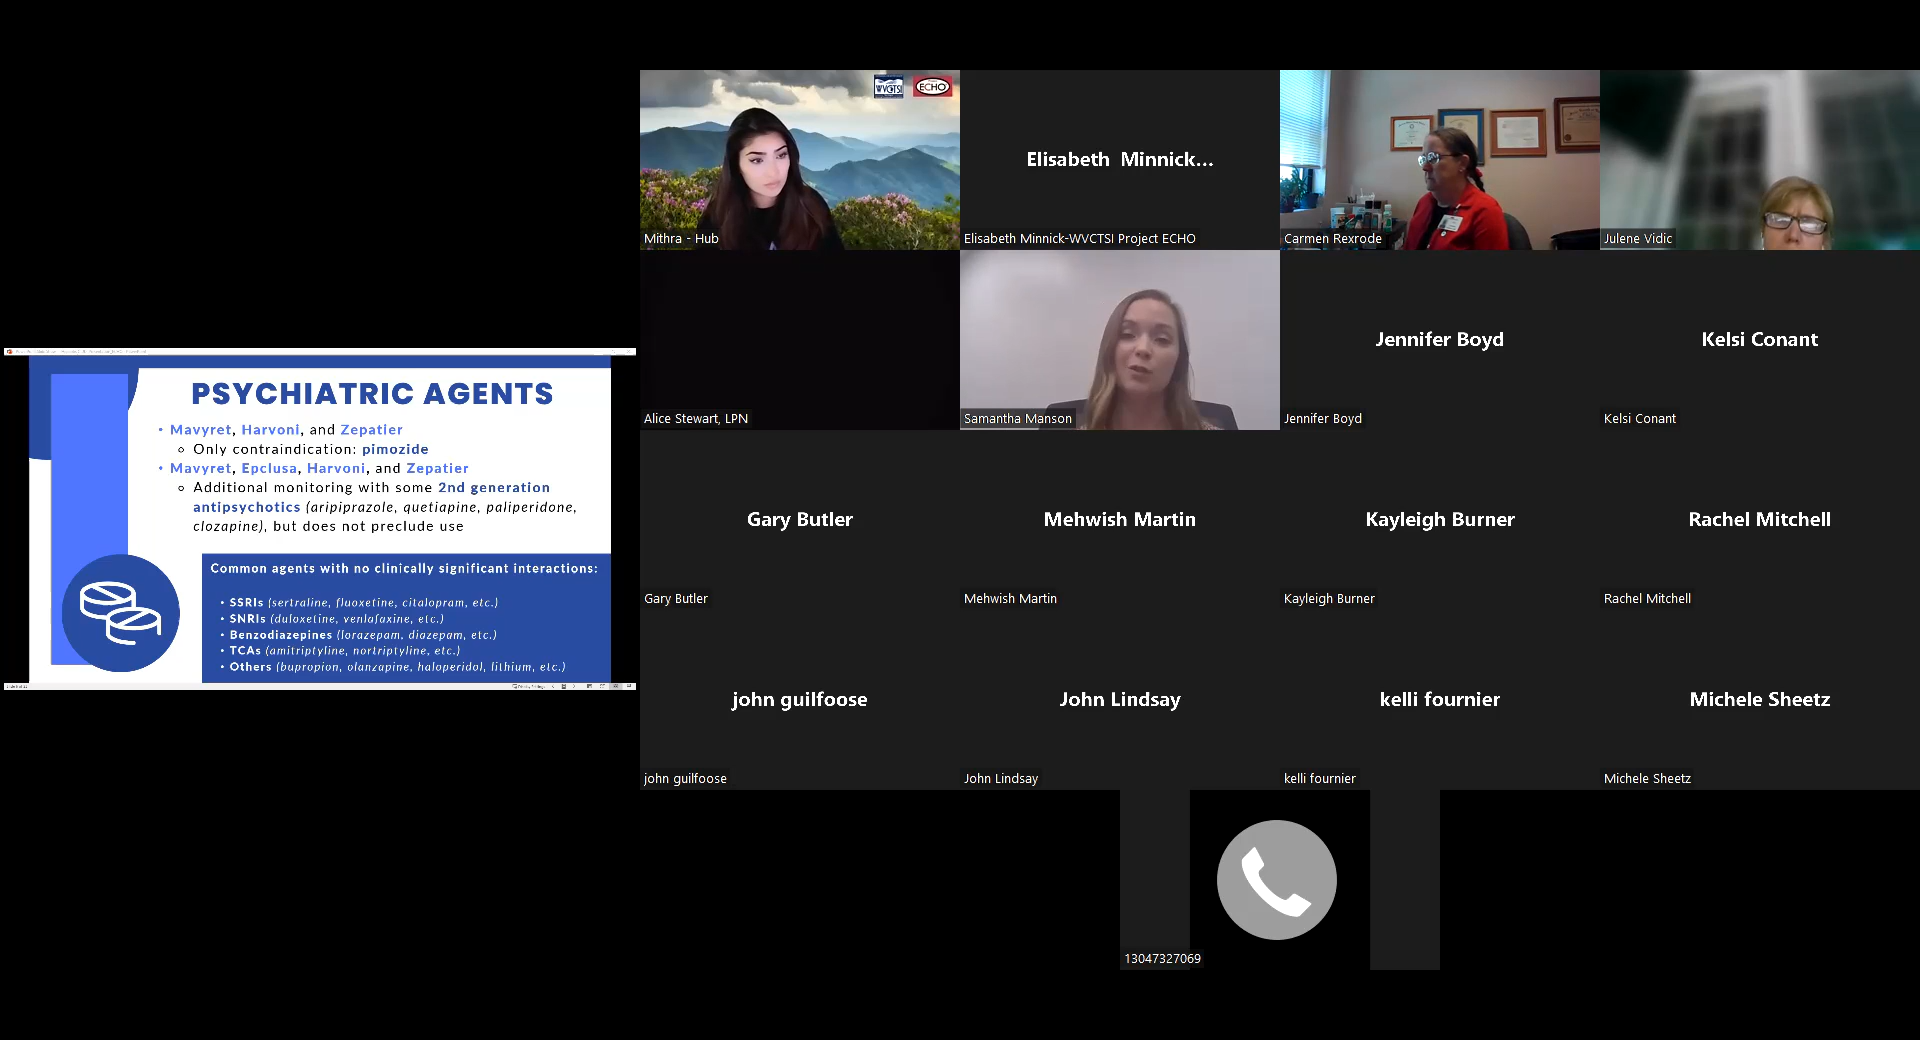 PSYCHIATRIC AGENTS
• Mavyret, Harvoni, and Zepatier
Only contraindication: pimozide
• Mavyret, Epclusa, Harvoni, and Zepatier
Additional monitoring with some 2nd generation
antipsychotics (aripiprazole, quetiapine, paliperidone,
clozapine), but does not preclude use
Common agents with no clinically significant interactions:
• SSRIs (sertraline, fluoxetine, citalopram, etc.)
• SNRIs (duloxetine, venlafaxine, etc.)
• Benzodiazepines (lorazepam, diazepam, etc.)
• TCAs (amitriptyline, nortriptyline, etc.)
• Others (bupropion, olanzapine, haloperidol, lithium, etc.)
WVCTSI
ECHO
Mithra - Hub
Elisabeth Minnick...
Elisabeth Minnick-WVCTSI Project ECHO
Carmen Rexrode
Julene Vidic
Alice Stewart, LPN
Samantha Manson
Jennifer Boyd
Jennifer Boyd
Kelsi Conant
Kelsi Conant
Gary Butler
Gary Butler
Mehwish Martin
Mehwish Martin
Kayleigh Burner
Kayleigh Burner
Rachel Mitchell
Rachel Mitchell
john guilfoose
john guilfoose
John Lindsay
John Lindsay
kelli fournier
kelli fournier
Michele Sheetz
Michele Sheetz
13047327069